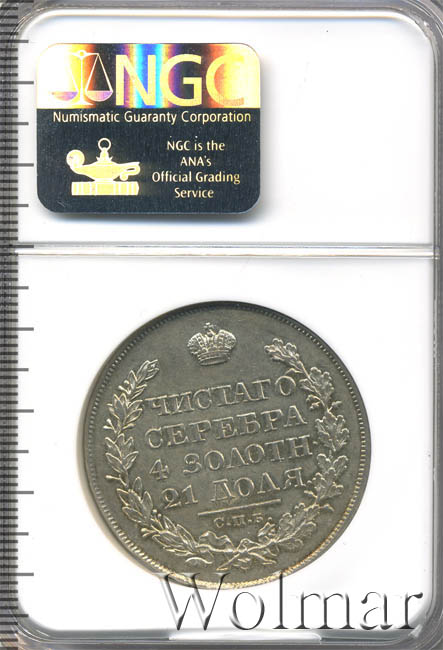 NGC
Numismatic Guaranty Corporation
NGC is the
ANA's
Official Grading
Service
ЧИСТАГО
СЕРЕБРА
4 ЗОЛОТН.
21 ДОЛЯ.
С.П.Б.
Wolmar